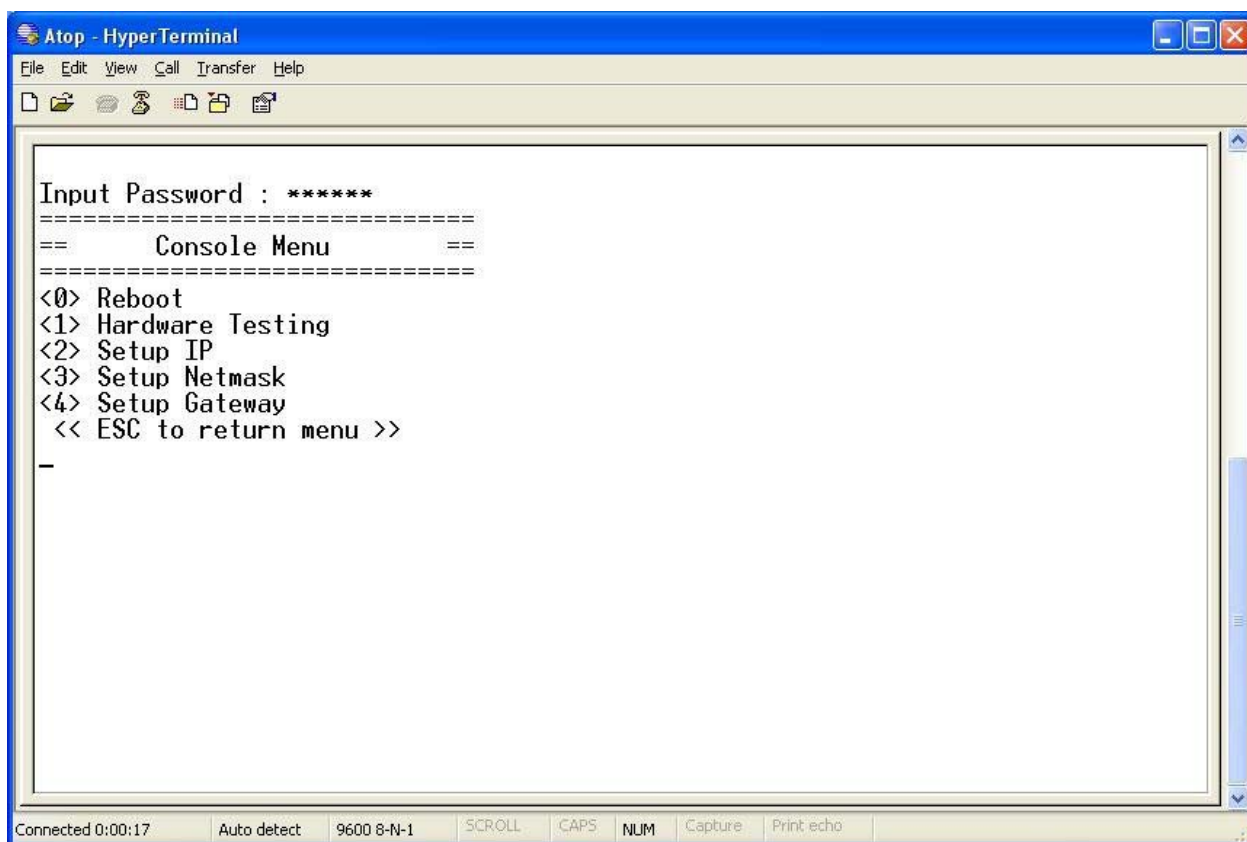 Atop - HyperTerminal
File Edit View Call Transfer Help
Input Password : ******
==============================
==      Console Menu        ==
==============================
<0> Reboot
<1> Hardware Testing
<2> Setup IP
<3> Setup Netmask
<4> Setup Gateway
 << ESC to return menu >>
_
Connected 0:00:17 Auto detect 9600 8-N-1 SCROLL CAPS NUM Capture Print echo